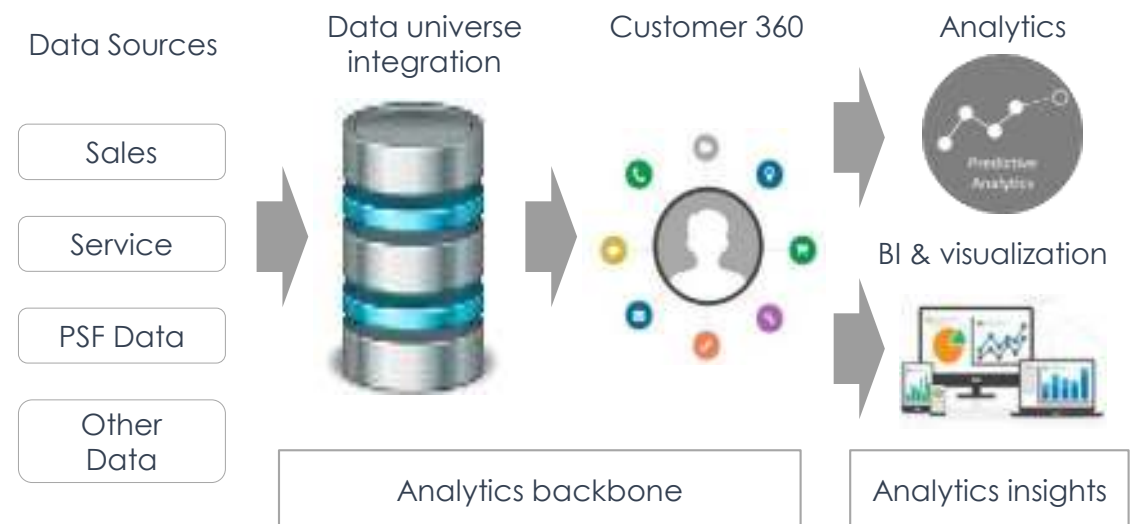 Data Sources
Sales
Service
PSF Data
Other
Data
Data universe
integration
Customer 360
Analytics
Predictive
Analytics
BI & visualization
Analytics backbone
Analytics insights